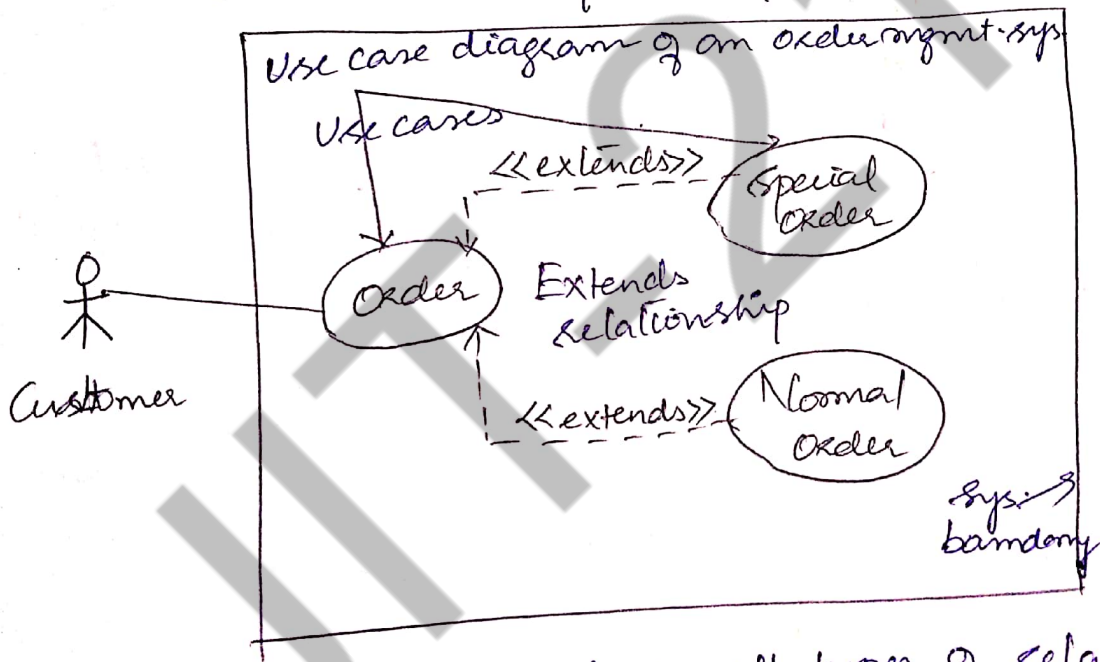 Use case diagram of an order mgmt. sys
Use cases
<<extends>>
Special
Order
Order
Extends
relationship
Customer
<<extends>>
Normal
Order
sys.